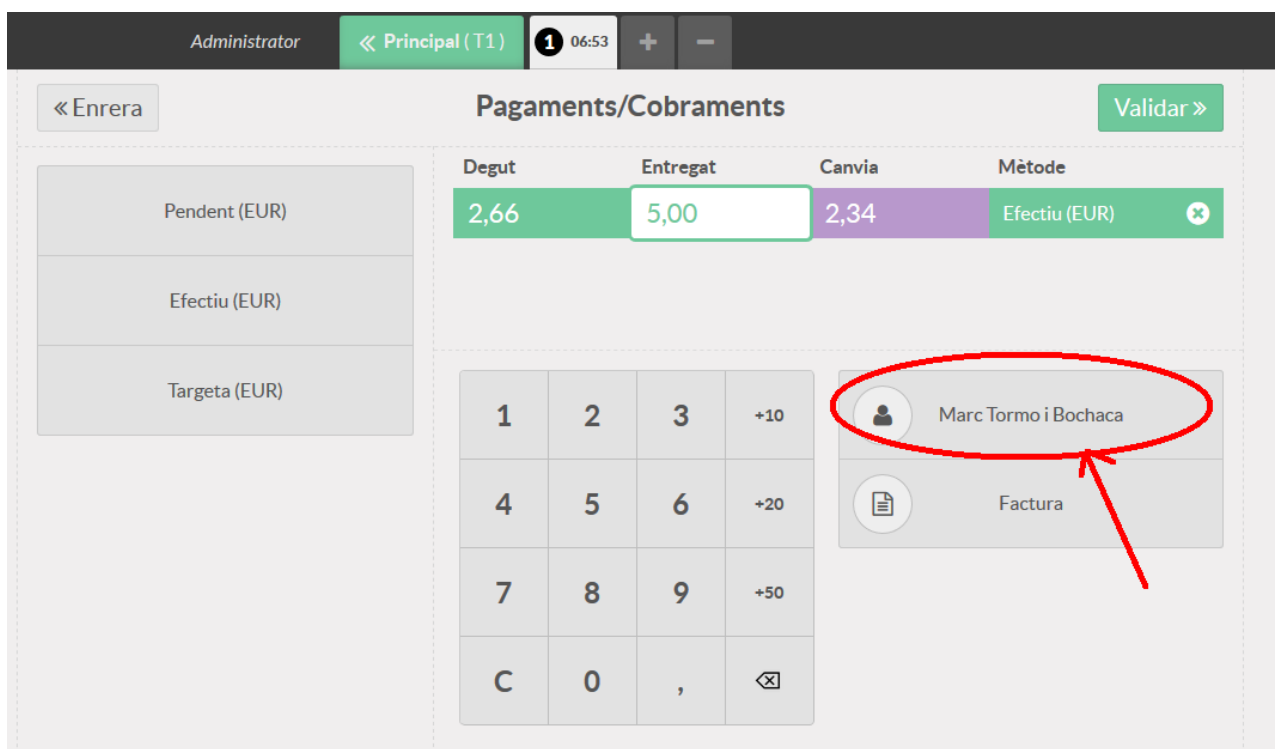 Administrator
« Principal (T1)
1 06:53 + −
« Enrera
Pagaments/Cobraments
Validar »
Pendent (EUR)
Efectiu (EUR)
Targeta (EUR)
Degut Entregat Canvia Mètode
2,66 5,00 2,34 Efectiu (EUR)
1 2 3 +10
4 5 6 +20
7 8 9 +50
C 0 ,
Marc Tormo i Bochaca
Factura